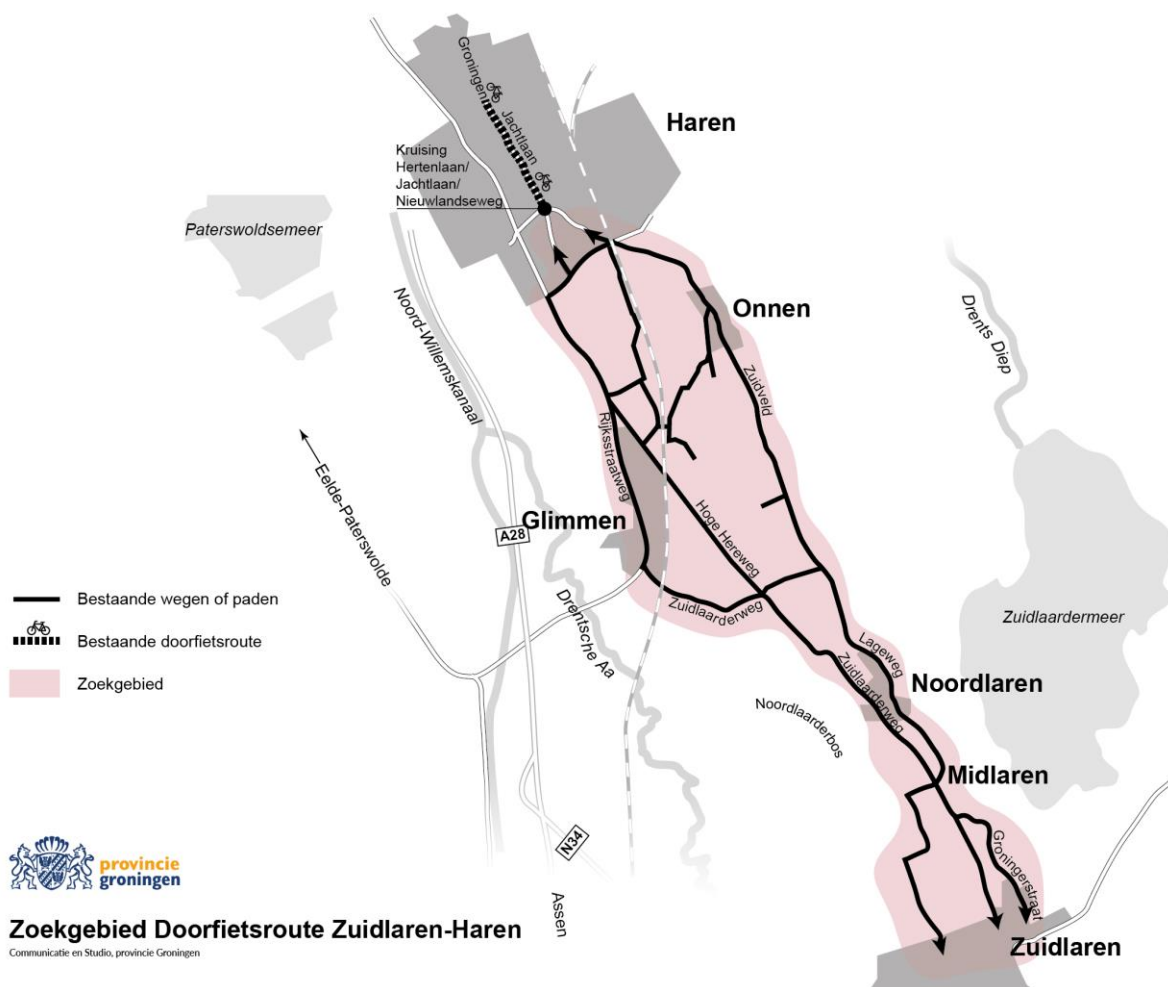 Groningen
Jachtlaan
Haren
Kruising
Hertenlaan/
Jachtlaan/
Nieuwlandseweg
Paterswoldsemeer
Noord-Willemskanaal
Onnen
Drents Diep
Zuidveld
Rijksstraatweg
Eelde-Paterswolde
Glimmen
A28
Hoge Hereweg
Drentsche Aa
Zuidlaarderweg
Bestaande wegen of paden
Bestaande doorfietsroute
Zoekgebied
Zuidlaardermeer
Lageweg
Zuidlaarderweg
Noordlaren
Noordlaarderbos
Midlaren
N34
Groningerstraat
Assen
Zuidlaren
provincie
groningen
Zoekgebied Doorfietsroute Zuidlaren-Haren
Communicatie en Studio, provincie Groningen